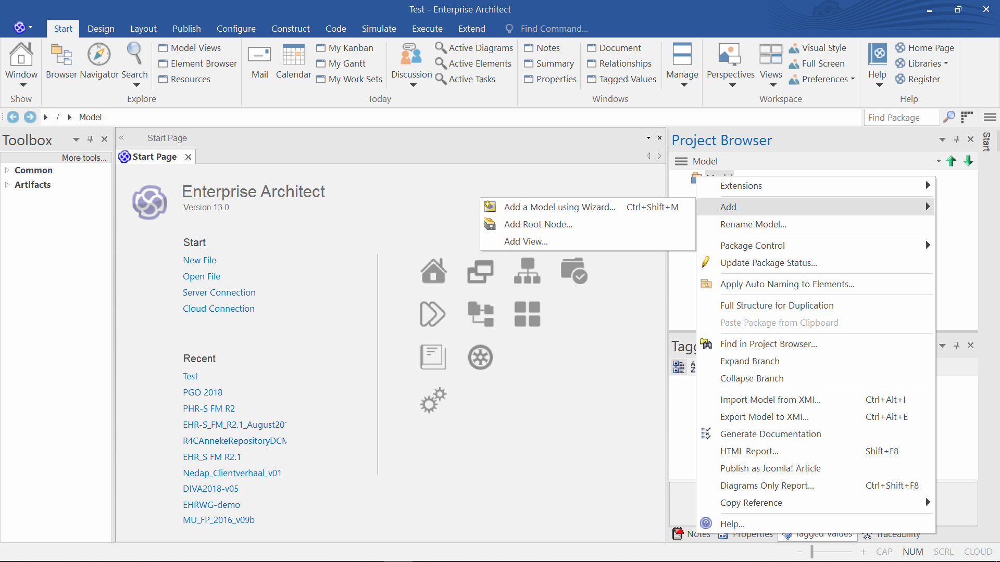 Test - Enterprise Architect
Start
Design
Layout
Publish
Configure
Construct
Code
Simulate
Execute
Extend
Find Command...
Window
Browser
Navigator
Search
Model Views
Element Browser
Resources
Mail
Calendar
My Kanban
My Gantt
My Work Sets
Discussion
Active Diagrams
Active Elements
Active Tasks
Notes
Summary
Properties
Document
Relationships
Tagged Values
Manage
Perspectives
Views
Visual Style
Full Screen
Preferences
Help
Home Page
Libraries
Register
Show
Explore
Today
Windows
Workspace
Help
/
Model
Find Package
Toolbox
More tools...
Common
Artifacts
Start Page
Start Page
Enterprise Architect
Version 13.0
Start
New File
Open File
Server Connection
Cloud Connection
Recent
Test
PGO 2018
PHR-S FM R2
EHR-S_FM_R2.1_August201
R4CAnnekeRepositoryDCM
EHR_S FM R2.1
Nedap_Clientverhaal_v01
DIVA2018-v05
EHRWG-demo
MU_FP_2016_v09b
Add a Model using Wizard... Ctrl+Shift+M
Add Root Node...
Add View...
Project Browser
Start
Model
Extensions
Add
Rename Model...
Package Control
Update Package Status...
Apply Auto Naming to Elements...
Full Structure for Duplication
Paste Package from Clipboard
Find in Project Browser...
Expand Branch
Collapse Branch
Import Model from XMI... Ctrl+Alt+I
Export Model to XMI... Ctrl+Alt+E
Generate Documentation
HTML Report... Shift+F8
Publish as Joomla! Article
Diagrams Only Report... Ctrl+Shift+F8
Copy Reference
Help...
Tagg
Notes
Properties
Tagged Values
Traceability
CAP
NUM
SCRL
CLOUD